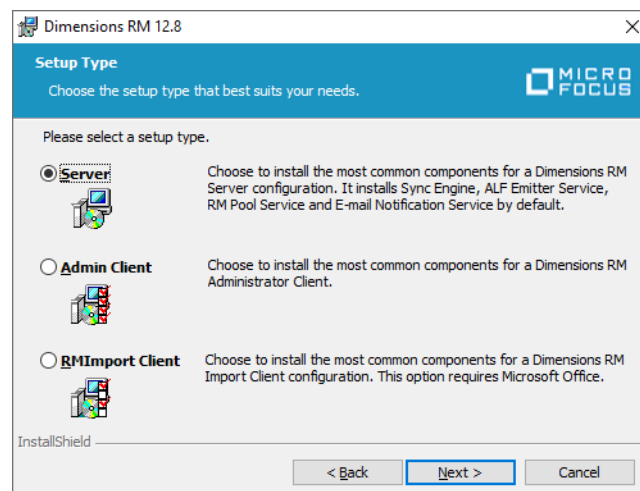 Dimensions RM 12.8
Setup Type
Choose the setup type that best suits your needs.
MICRO
FOCUS
Please select a setup type.
Server
Choose to install the most common components for a Dimensions RM
Server configuration. It installs Sync Engine, ALF Emitter Service,
RM Pool Service and E-mail Notification Service by default.
Admin Client
Choose to install the most common components for a Dimensions RM
Administrator Client.
RMImport Client
Choose to install the most common components for a Dimensions RM
Import Client configuration. This option requires Microsoft Office.
InstallShield
< Back
Next >
Cancel